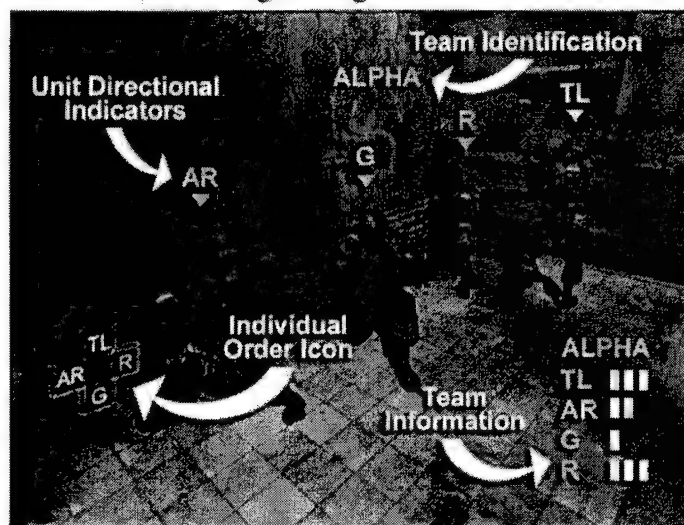 Team Identification
ALPHA
Unit Directional
Indicators
TL
R
G
AR
Individual
Order Icon
TL
AR
R
G
ALPHA
TL
AR
G
R
Team
Information